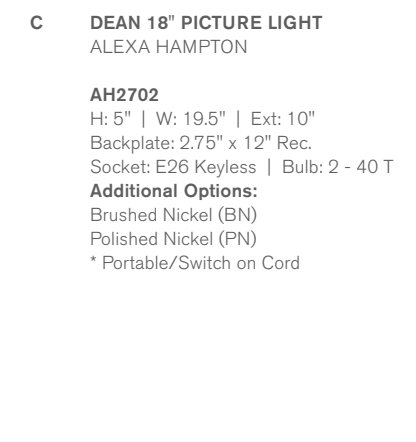 C DEAN 18" PICTURE LIGHT
ALEXA HAMPTON
AH2702
H: 5" | W: 19.5" | Ext: 10"
Backplate: 2.75" x 12" Rec.
Socket: E26 Keyless | Bulb: 2 - 40 T
Additional Options:
Brushed Nickel (BN)
Polished Nickel (PN)
* Portable/Switch on Cord